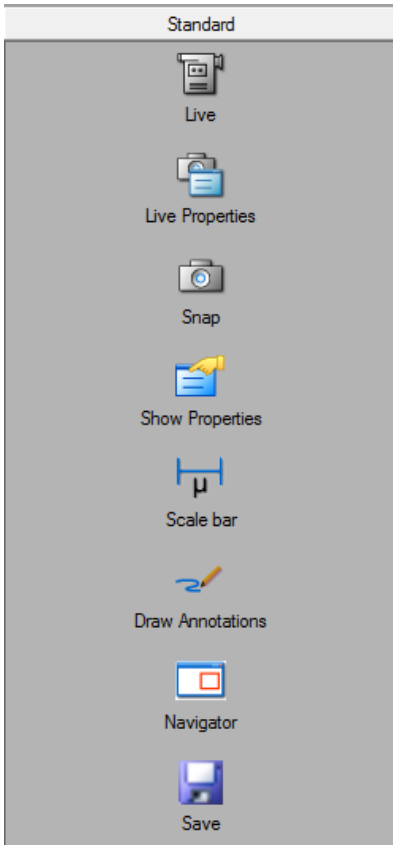 Standard
Live
Live Properties
Snap
Show Properties
μ
Scale bar
Draw Annotations
Navigator
Save